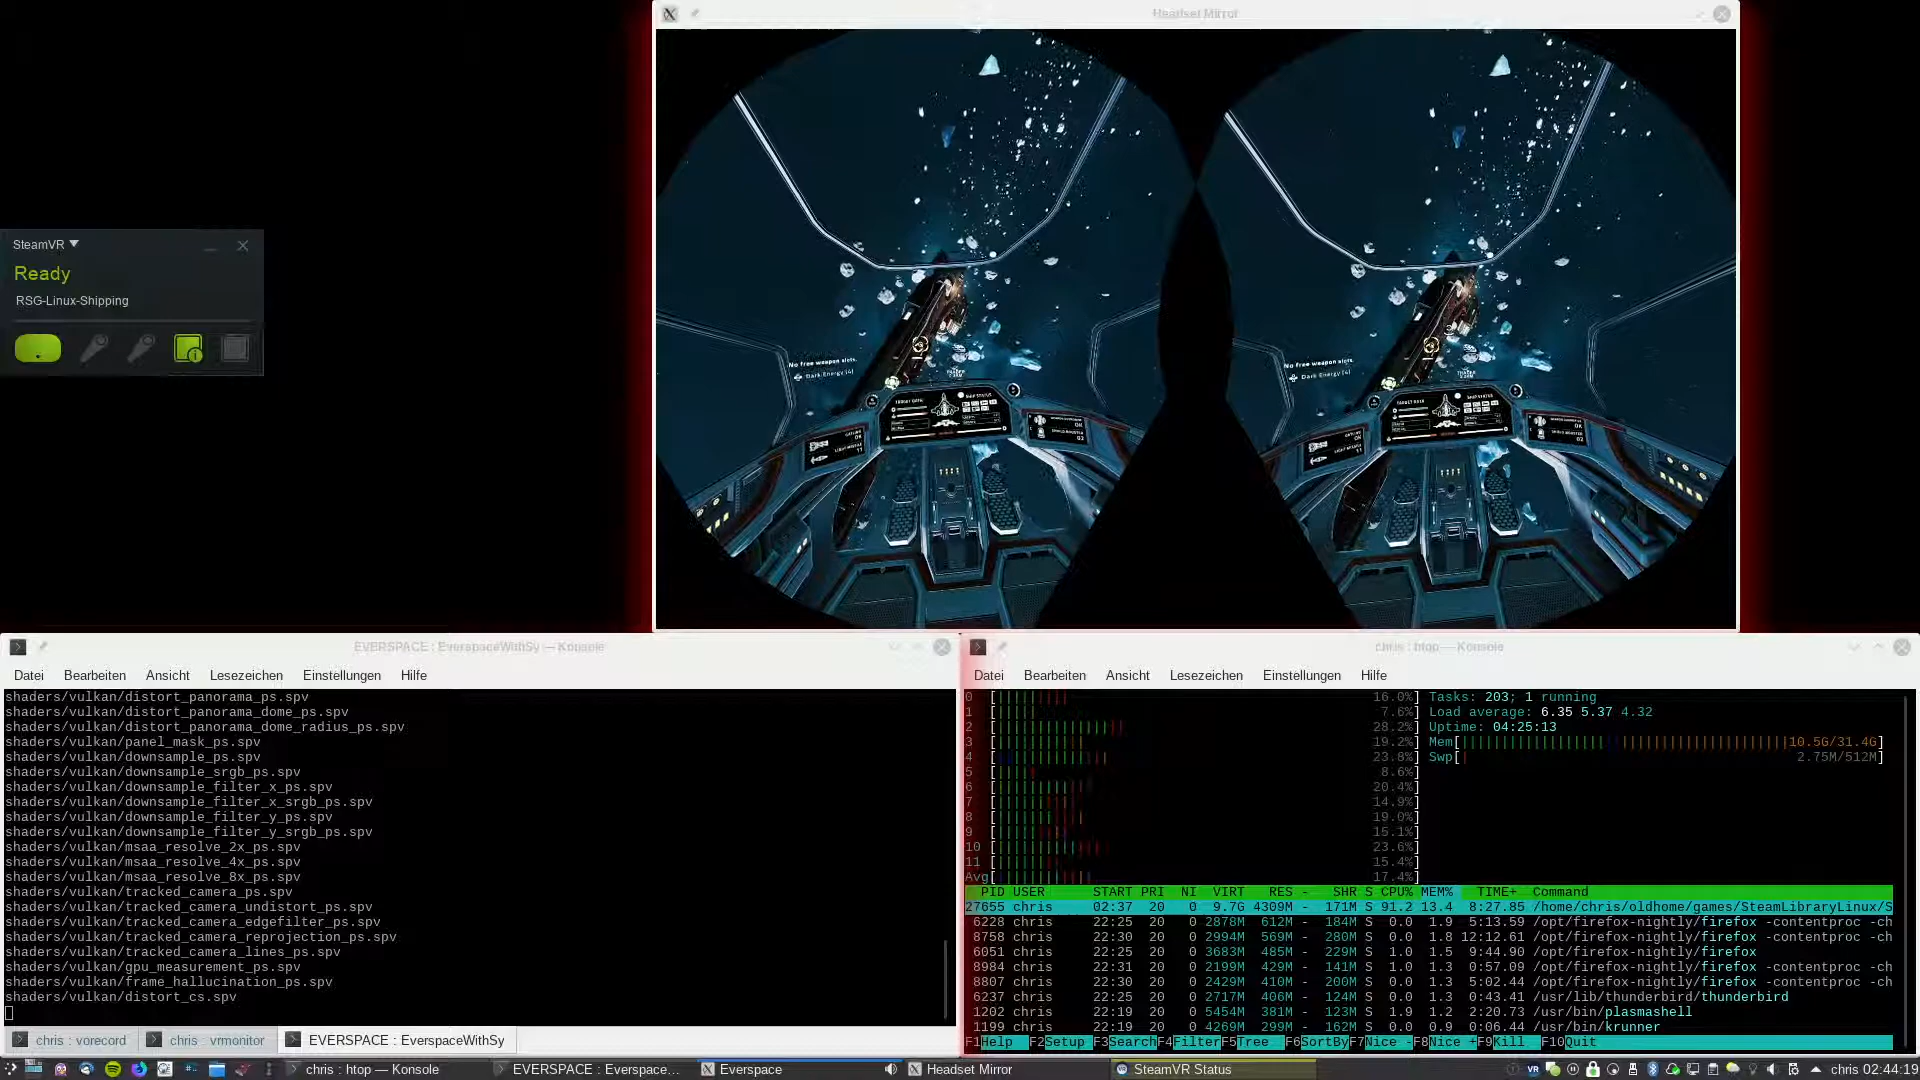 Headset Mirror
No free weapon slots.
Dark Energy [4]
No free weapon slots.
Dark Energy [4]
SteamVR
Ready
RSG-Linux-Shipping
EVERSPACE : EverspaceWithSy — Konsole
Datei Bearbeiten Ansicht Lesezeichen Einstellungen Hilfe
shaders/vulkan/distort_panorama_ps.spv
shaders/vulkan/distort_panorama_dome_ps.spv
shaders/vulkan/distort_panorama_dome_radius_ps.spv
shaders/vulkan/panel_mask_ps.spv
shaders/vulkan/downsample_ps.spv
shaders/vulkan/downsample_srgb_ps.spv
shaders/vulkan/downsample_filter_x_ps.spv
shaders/vulkan/downsample_filter_x_srgb_ps.spv
shaders/vulkan/downsample_filter_y_ps.spv
shaders/vulkan/downsample_filter_y_srgb_ps.spv
shaders/vulkan/msaa_resolve_2x_ps.spv
shaders/vulkan/msaa_resolve_4x_ps.spv
shaders/vulkan/msaa_resolve_8x_ps.spv
shaders/vulkan/tracked_camera_ps.spv
shaders/vulkan/tracked_camera_undistort_ps.spv
shaders/vulkan/tracked_camera_edgefilter_ps.spv
shaders/vulkan/tracked_camera_reprojection_ps.spv
shaders/vulkan/tracked_camera_lines_ps.spv
shaders/vulkan/gpu_measurement_ps.spv
shaders/vulkan/frame_hallucination_ps.spv
shaders/vulkan/distort_cs.spv
chris : vorecord chris : vrmonitor EVERSPACE : EverspaceWithSy
chris : htop — Konsole
Datei Bearbeiten Ansicht Lesezeichen Einstellungen Hilfe
0 [ 16.0%] Tasks: 203; 1 running
1 [ 7.6%] Load average: 6.35 5.37 4.32
2 [ 28.2%] Uptime: 04:25:13
3 [ 19.2%] Mem[ 10.5G/31.4G]
4 [ 23.8%] Swp[ 2.75M/512M]
5 [ 8.6%]
6 [ 20.4%]
7 [ 14.9%]
8 [ 19.0%]
9 [ 15.1%]
10 [ 23.6%]
11 [ 15.4%]
Avg[ 17.4%]
PID USER START PRI NI VIRT RES - SHR S CPU% MEM% TIME+ Command
27655 chris 02:37 20 0 9.7G 4309M - 171M S 91.2 13.4 8:27.85 /home/chris/oldhome/games/SteamLibraryLinux/S
6228 chris 22:25 20 0 2878M 612M - 184M S 0.0 1.9 5:13.59 /opt/firefox-nightly/firefox -contentproc -ch
8758 chris 22:30 20 0 2994M 569M - 280M S 0.0 1.8 12:12.61 /opt/firefox-nightly/firefox -contentproc -ch
6051 chris 22:25 20 0 3683M 485M - 229M S 1.0 1.5 9:44.90 /opt/firefox-nightly/firefox
8984 chris 22:31 20 0 2199M 429M - 141M S 1.0 1.3 0:57.09 /opt/firefox-nightly/firefox -contentproc -ch
8807 chris 22:30 20 0 2429M 410M - 200M S 0.0 1.3 5:02.44 /opt/firefox-nightly/firefox -contentproc -ch
6237 chris 22:25 20 0 2717M 406M - 124M S 0.0 1.3 0:43.41 /usr/lib/thunderbird/thunderbird
1202 chris 22:19 20 0 5454M 381M - 123M S 1.9 1.2 2:20.73 /usr/bin/plasmashell
1199 chris 22:19 20 0 4269M 299M - 162M S 0.0 0.9 0:06.44 /usr/bin/krunner
F1Help F2Setup F3SearchF4FilterF5Tree F6SortByF7Nice -F8Nice +F9Kill F10Quit
chris : htop — Konsole EVERSPACE : Everspace... Everspace Headset Mirror SteamVR Status VR chris 02:44:19